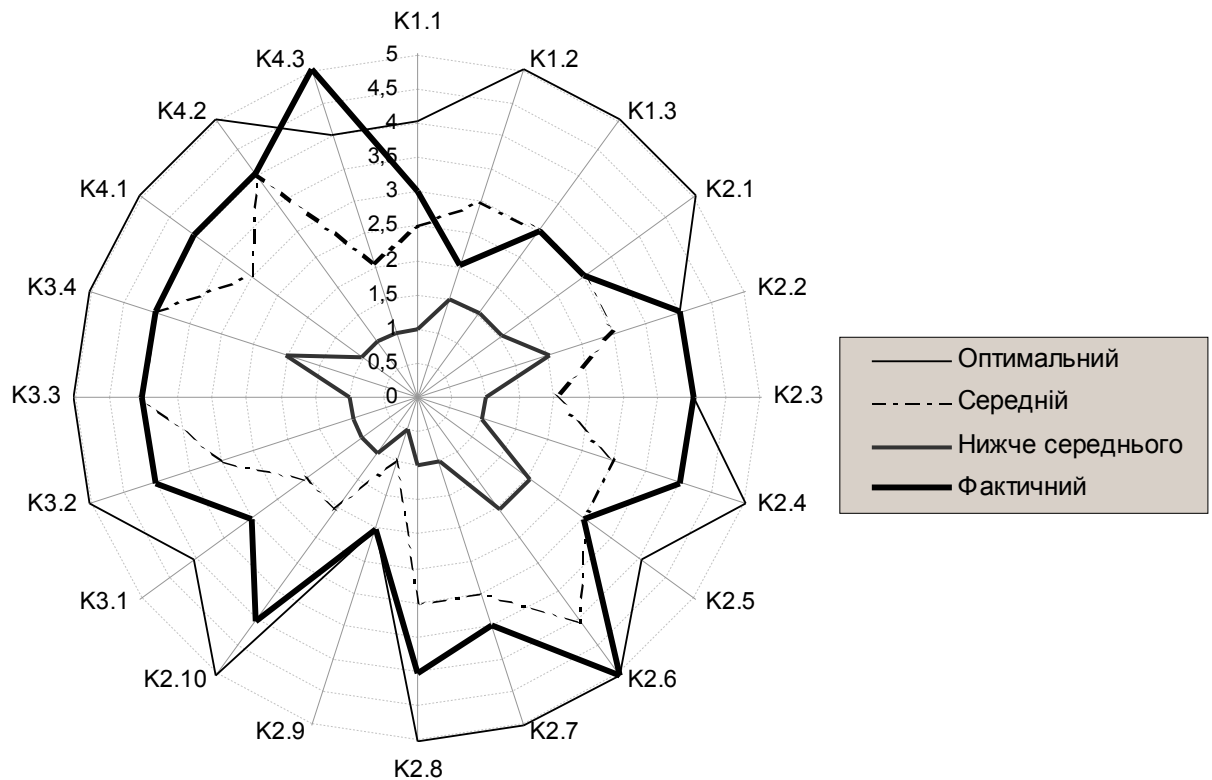 K1.1
K1.2
K1.3
K2.1
K2.2
K2.3
K2.4
K2.5
K2.6
K2.7
K2.8
K2.9
K2.10
K3.1
K3.2
K3.3
K3.4
K4.1
K4.2
K4.3
5
4,5
4
3,5
3
2,5
2
1,5
1
0,5
0
Оптимальний
Середній
Нижче середнього
Фактичний